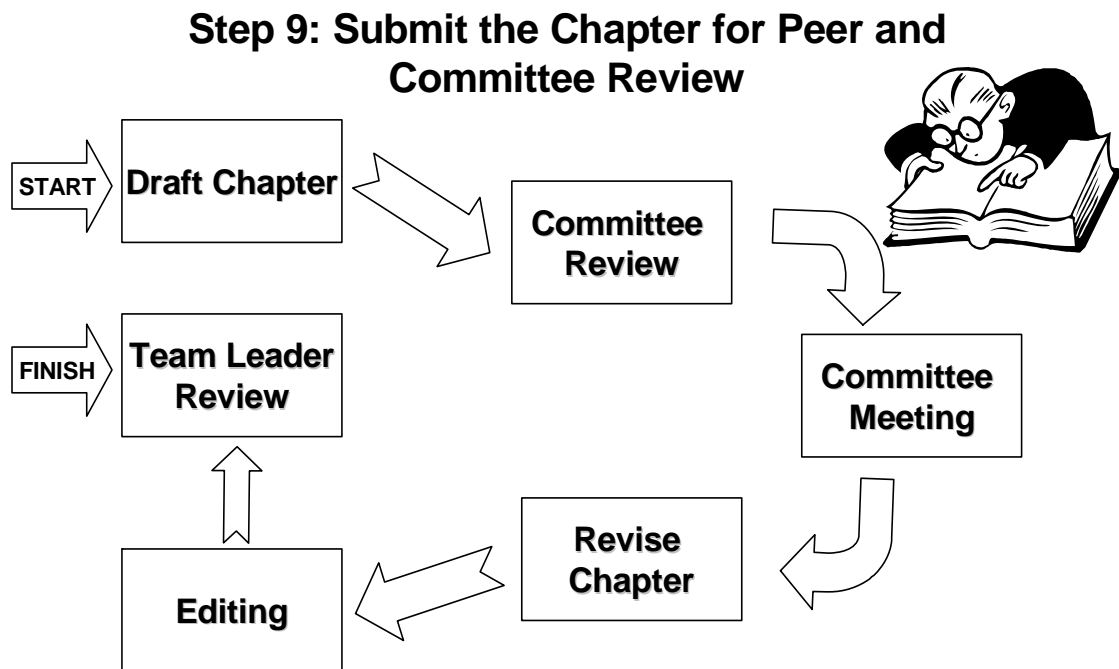 Step 9: Submit the Chapter for Peer and
Committee Review
START
Draft Chapter
Committee
Review
Committee
Meeting
Revise
Chapter
Editing
Team Leader
Review
FINISH